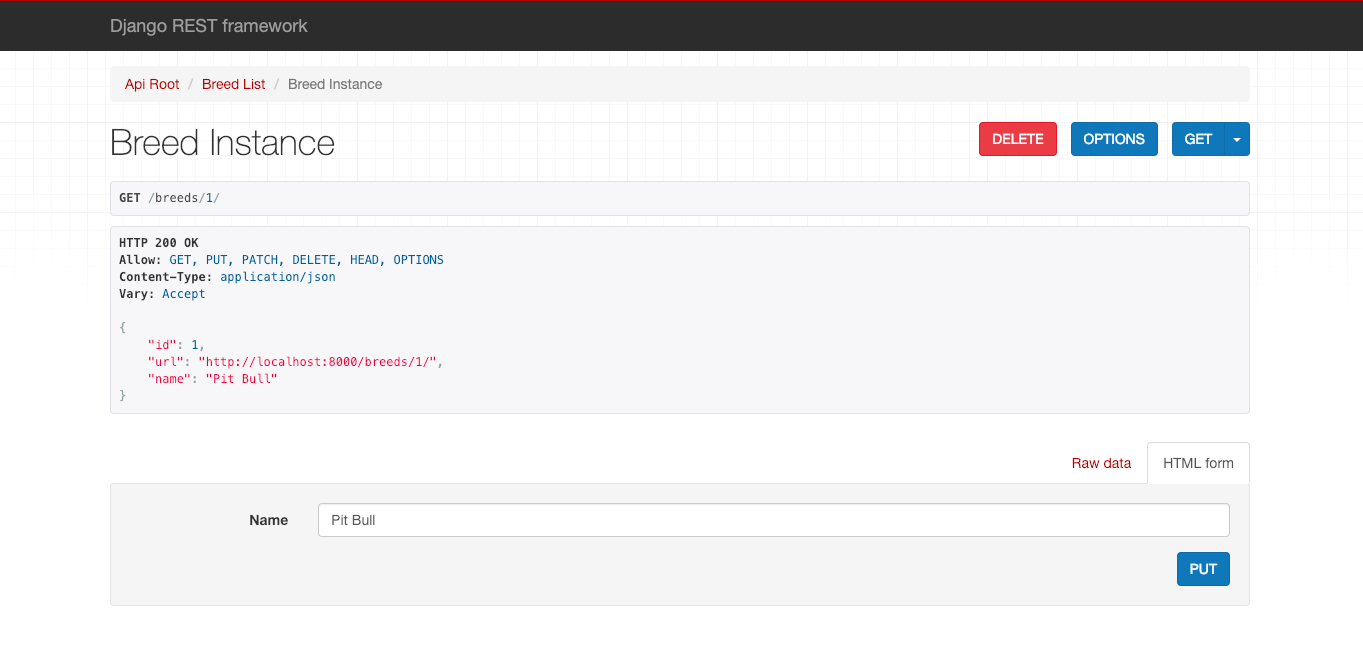 Django REST framework
Api Root / Breed List / Breed Instance
Breed Instance
DELETE OPTIONS GET
GET /breeds/1/
HTTP 200 OK
Allow: GET, PUT, PATCH, DELETE, HEAD, OPTIONS
Content-Type: application/json
Vary: Accept
{
    "id": 1,
    "url": "http://localhost:8000/breeds/1/",
    "name": "Pit Bull"
}
Raw data HTML form
Name Pit Bull
PUT